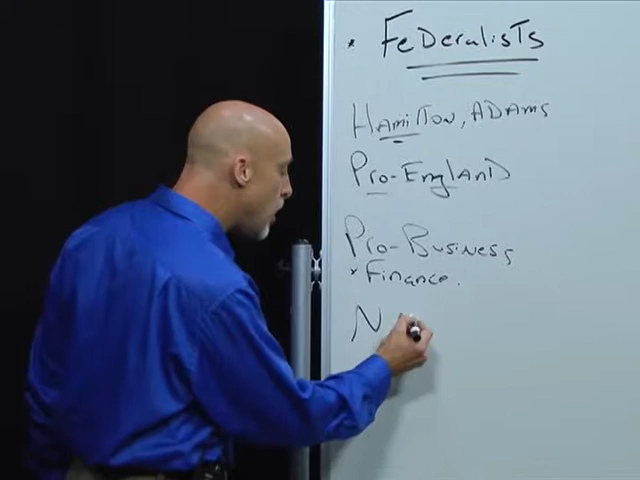 * FeDeralisTs
HamilTon, ADAms
Pro-EnglanD
Pro-Business,
* Finance.
N